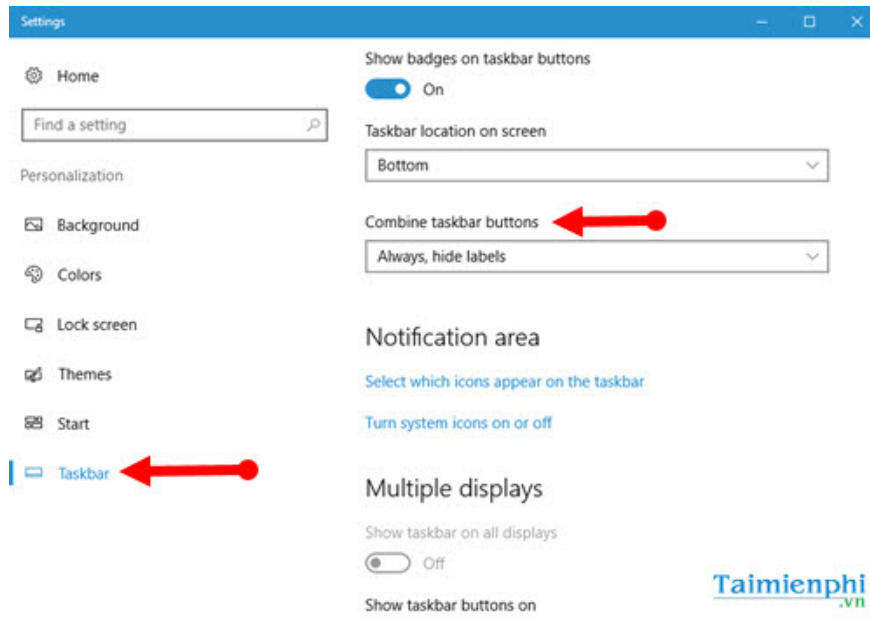 Settings
Home
Find a setting
Personalization
Background
Colors
Lock screen
Themes
Start
Taskbar
Show badges on taskbar buttons
On
Taskbar location on screen
Bottom
Combine taskbar buttons
Always, hide labels
Notification area
Select which icons appear on the taskbar
Turn system icons on or off
Multiple displays
Show taskbar on all displays
Off
Show taskbar buttons on
Taimienphi
.vn